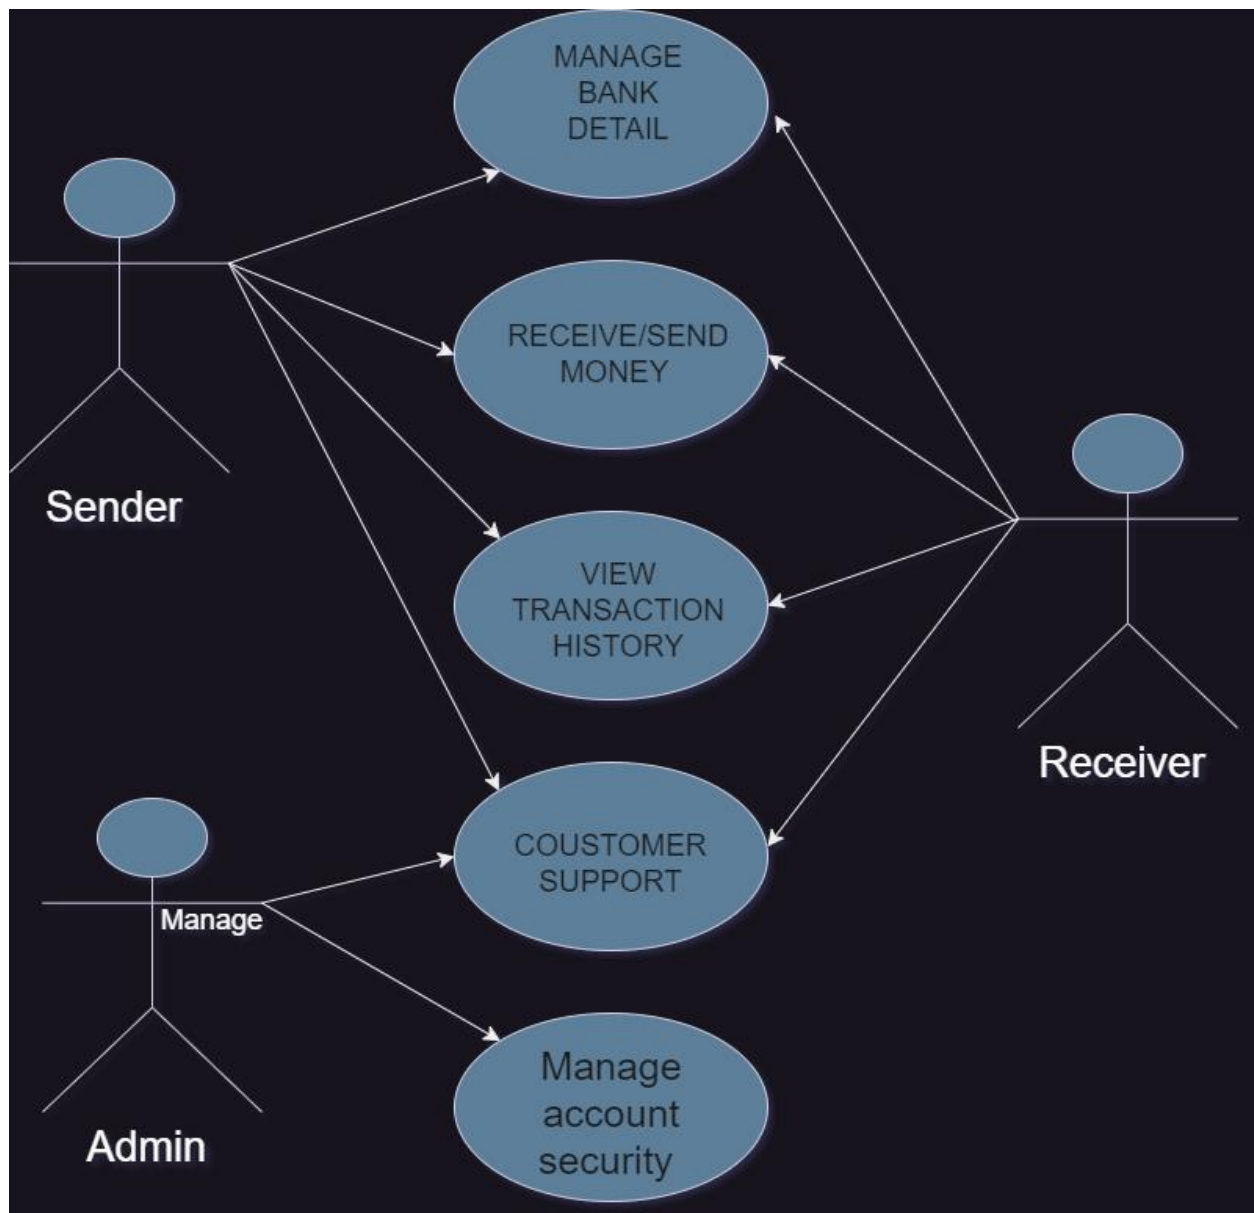 MANAGE
BANK
DETAIL
Sender
RECEIVE/SEND
MONEY
VIEW
TRANSACTION
HISTORY
Receiver
COUSTOMER
SUPPORT
Manage
Admin
Manage
account
security